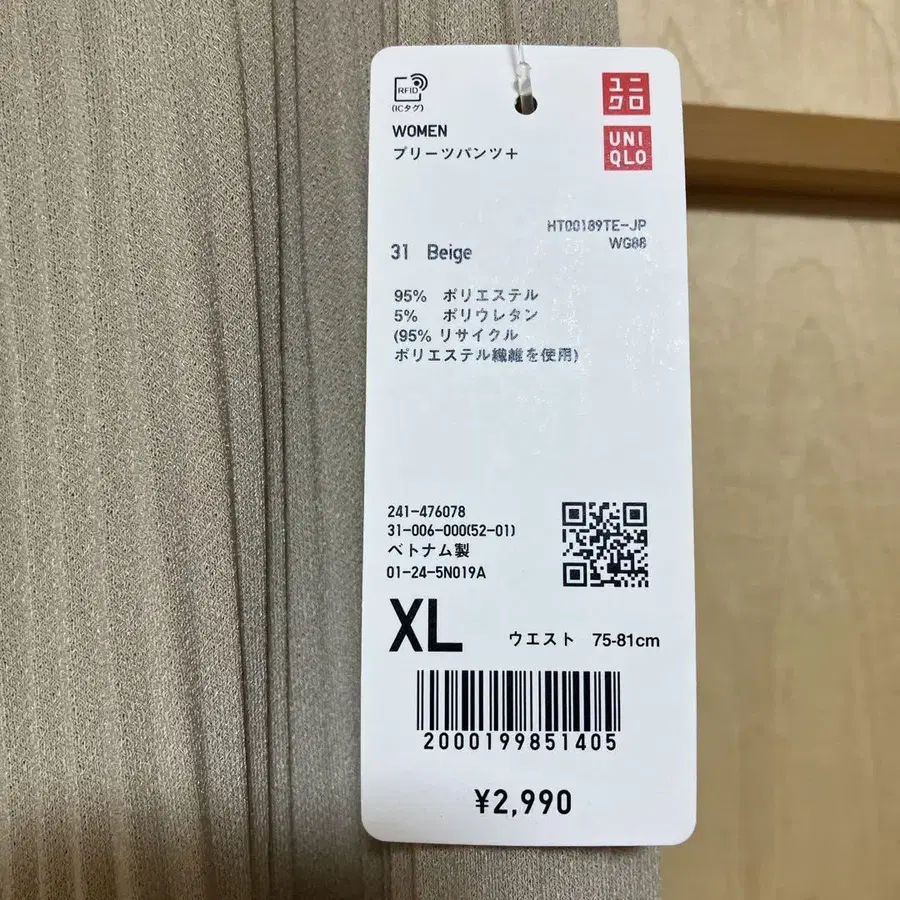 RFID
(ICタグ)
ユニ
クロ
UNI
QLO
WOMEN
プリーツパンツ+
HT00189TE-JP
WG88
31 Beige
95% ポリエステル
5% ポリウレタン
(95% リサイクル
ポリエステル繊維を使用)
241-476078
31-006-000(52-01)
ベトナム製
01-24-5N019A
XL ウエスト 75-81cm
2000199851405
¥2,990